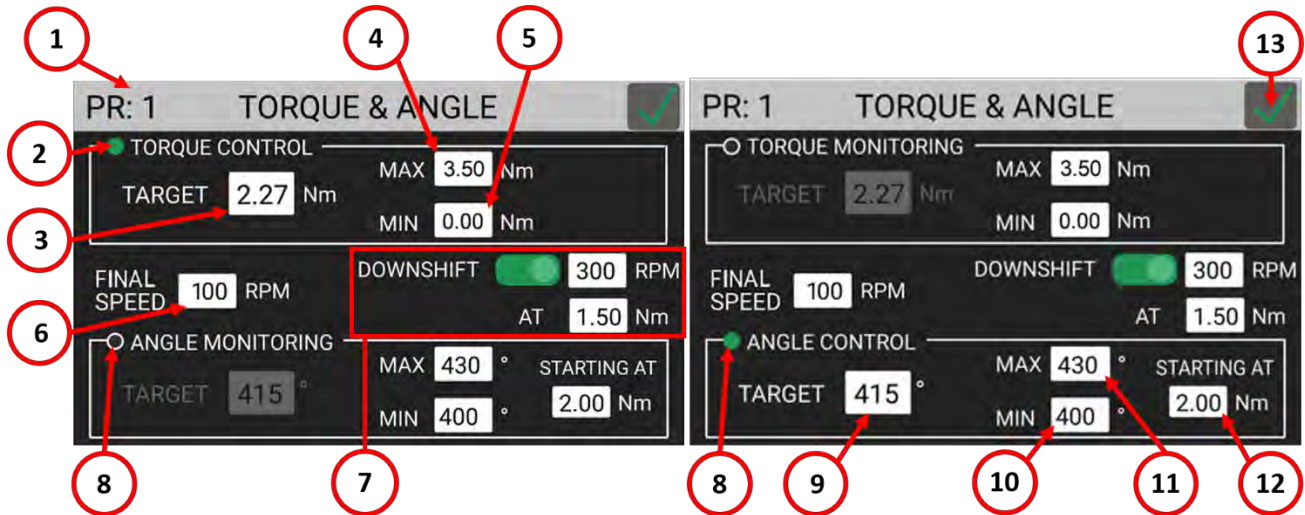 1
4
5
13
PR: 1 TORQUE & ANGLE
PR: 1 TORQUE & ANGLE
2
TORQUE CONTROL
TARGET 2.27 Nm
MAX 3.50 Nm
MIN 0.00 Nm
TORQUE MONITORING
TARGET 2.27 Nm
MAX 3.50 Nm
MIN 0.00 Nm
3
FINAL
SPEED 100 RPM
DOWNSHIFT 300 RPM
AT 1.50 Nm
FINAL
SPEED 100 RPM
DOWNSHIFT 300 RPM
AT 1.50 Nm
6
ANGLE MONITORING
TARGET 415 °
MAX 430 °
MIN 400 °
STARTING AT
2.00 Nm
ANGLE CONTROL
TARGET 415 °
MAX 430 °
MIN 400 °
STARTING AT
2.00 Nm
8
7
8
9
10
11
12